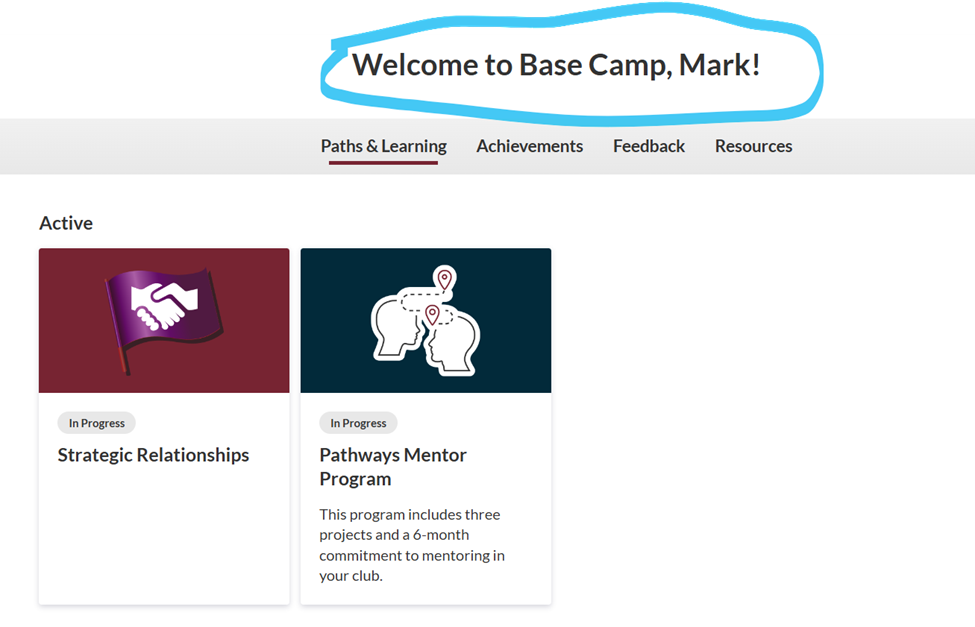 Welcome to Base Camp, Mark!
Paths & Learning Achievements Feedback Resources
Active
In Progress
Strategic Relationships
In Progress
Pathways Mentor
Program
This program includes three
projects and a 6-month
commitment to mentoring in
your club.